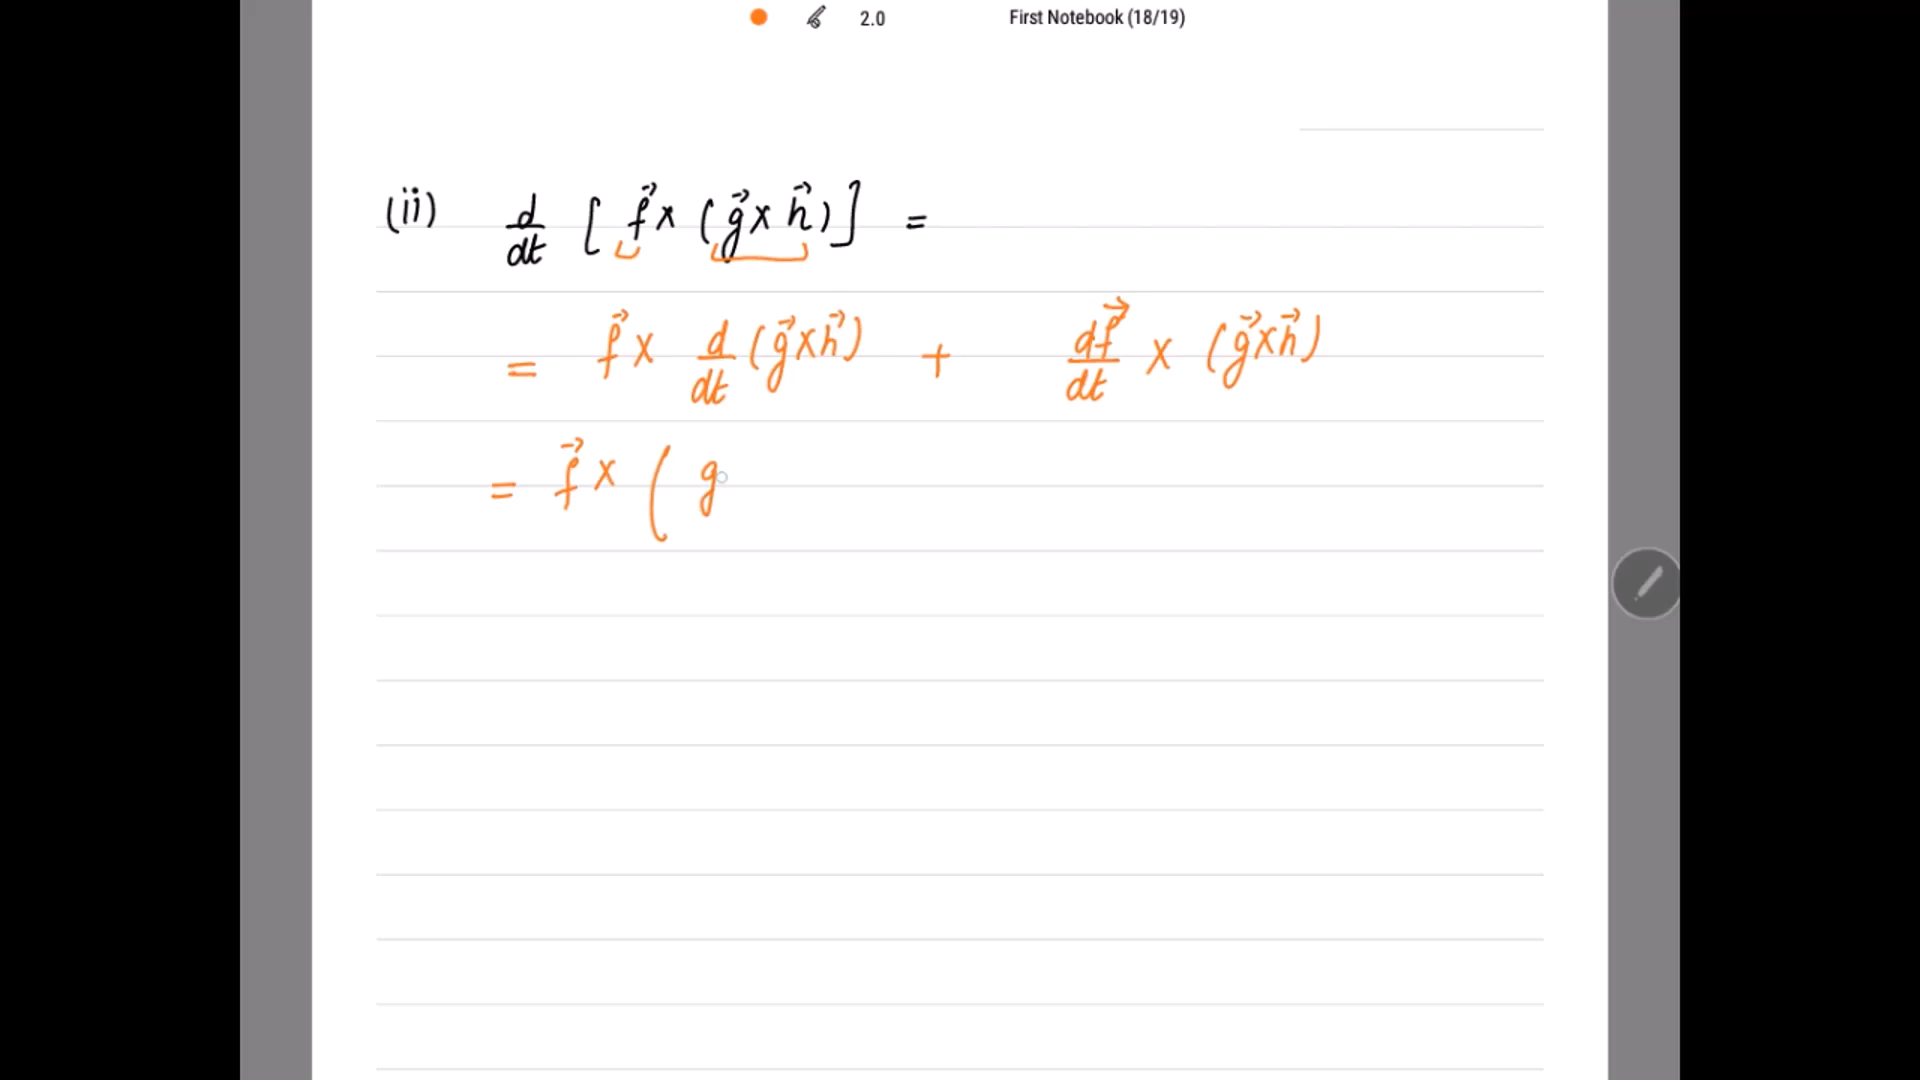 2.0 First Notebook (18/19)
(ii) d/dt [ f⃗ × (g⃗ × h⃗) ] =
= f⃗ × d/dt (g⃗ × h⃗) + df⃗/dt × (g⃗ × h⃗)
= f⃗ × ( g